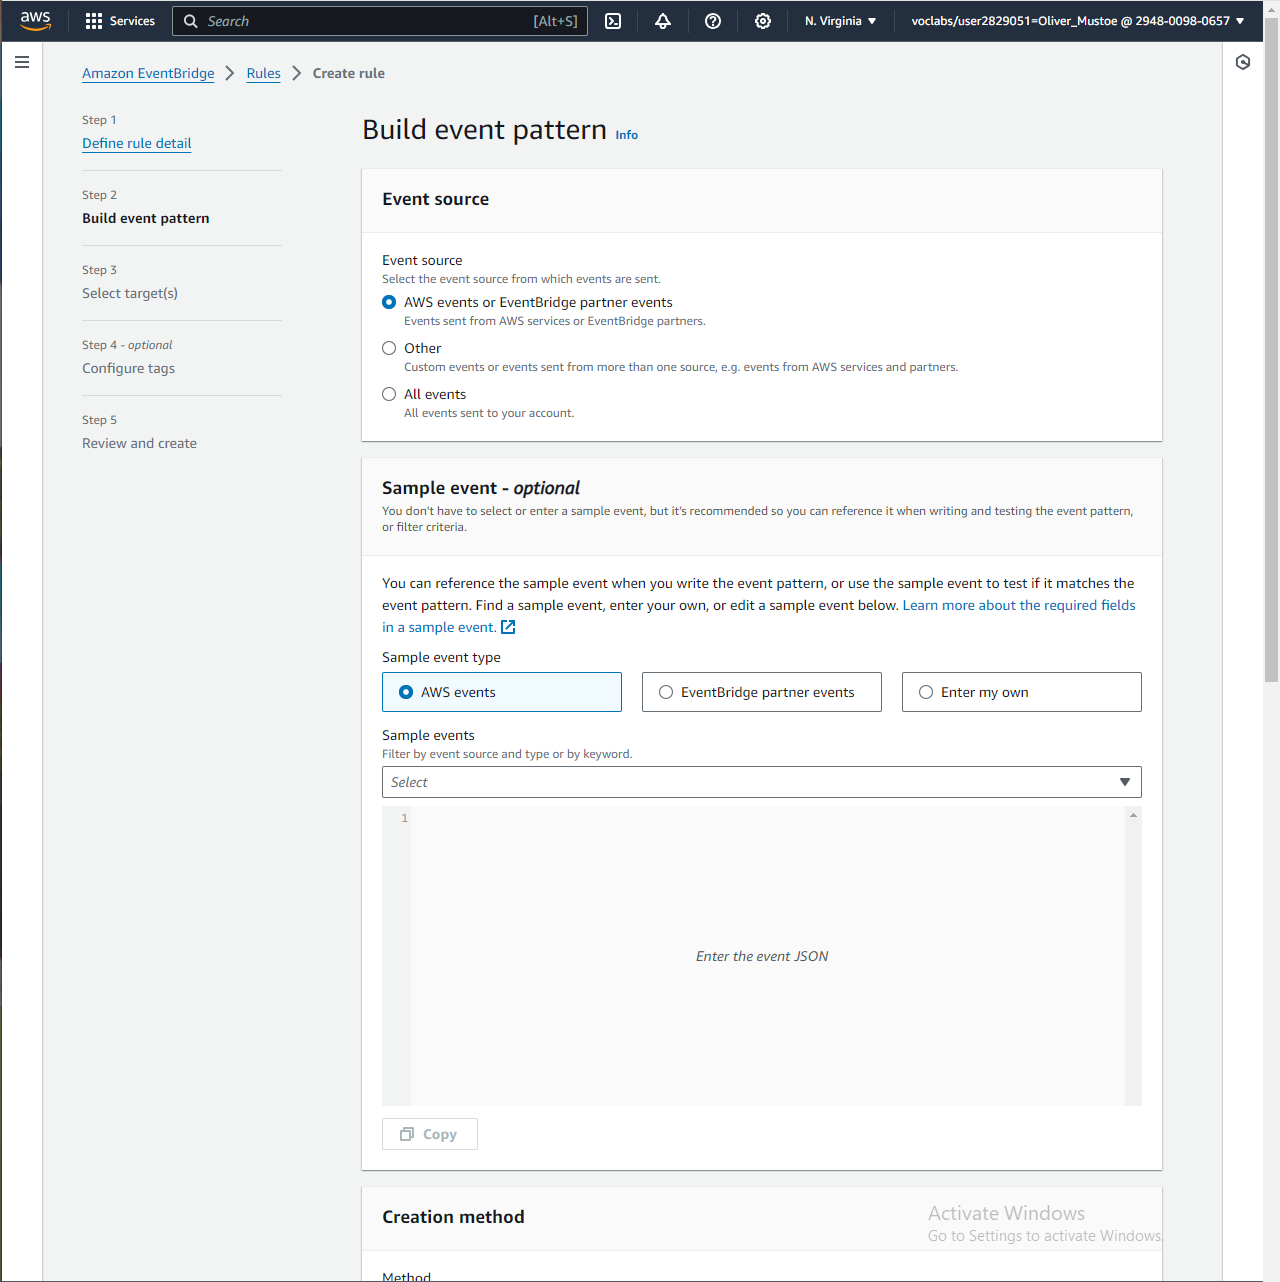 aws
Services
Search [Alt+S]
N. Virginia
voclabs/user2829051=Oliver_Mustoe @ 2948-0098-0657
Amazon EventBridge
Rules
Create rule
Step 1
Define rule detail
Step 2
Build event pattern
Step 3
Select target(s)
Step 4 - optional
Configure tags
Step 5
Review and create
Build event pattern Info
Event source
Event source
Select the event source from which events are sent.
AWS events or EventBridge partner events
Events sent from AWS services or EventBridge partners.
Other
Custom events or events sent from more than one source, e.g. events from AWS services and partners.
All events
All events sent to your account.
Sample event - optional
You don't have to select or enter a sample event, but it's recommended so you can reference it when writing and testing the event pattern,
or filter criteria.
You can reference the sample event when you write the event pattern, or use the sample event to test if it matches the
event pattern. Find a sample event, enter your own, or edit a sample event below. Learn more about the required fields
in a sample event.
Sample event type
AWS events
EventBridge partner events
Enter my own
Sample events
Filter by event source and type or by keyword.
Select
1
Enter the event JSON
Copy
Creation method
Activate Windows
Go to Settings to activate Windows.
Method